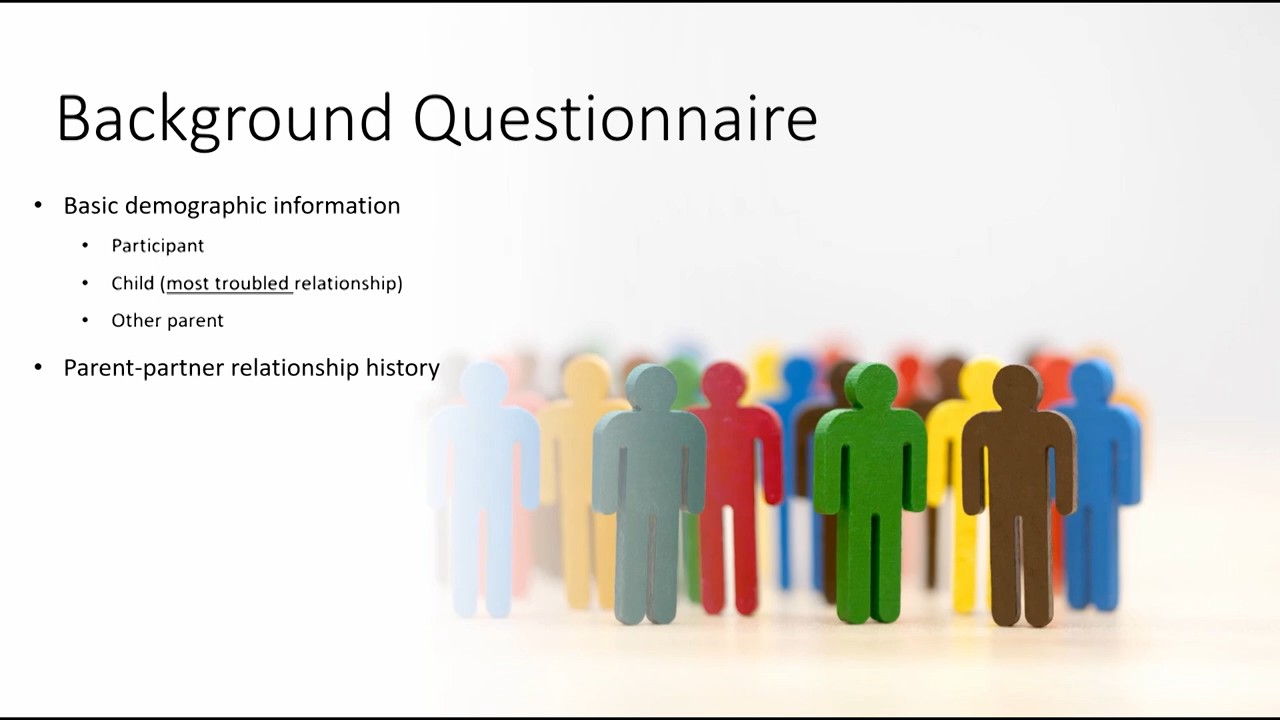 Background Questionnaire
• Basic demographic information
• Participant
• Child (most troubled relationship)
• Other parent
• Parent-partner relationship history